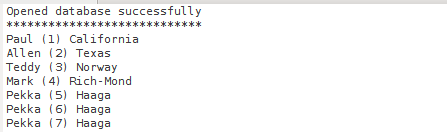 Opened database successfully
****************************
Paul (1) California
Allen (2) Texas
Teddy (3) Norway
Mark (4) Rich-Mond
Pekka (5) Haaga
Pekka (6) Haaga
Pekka (7) Haaga